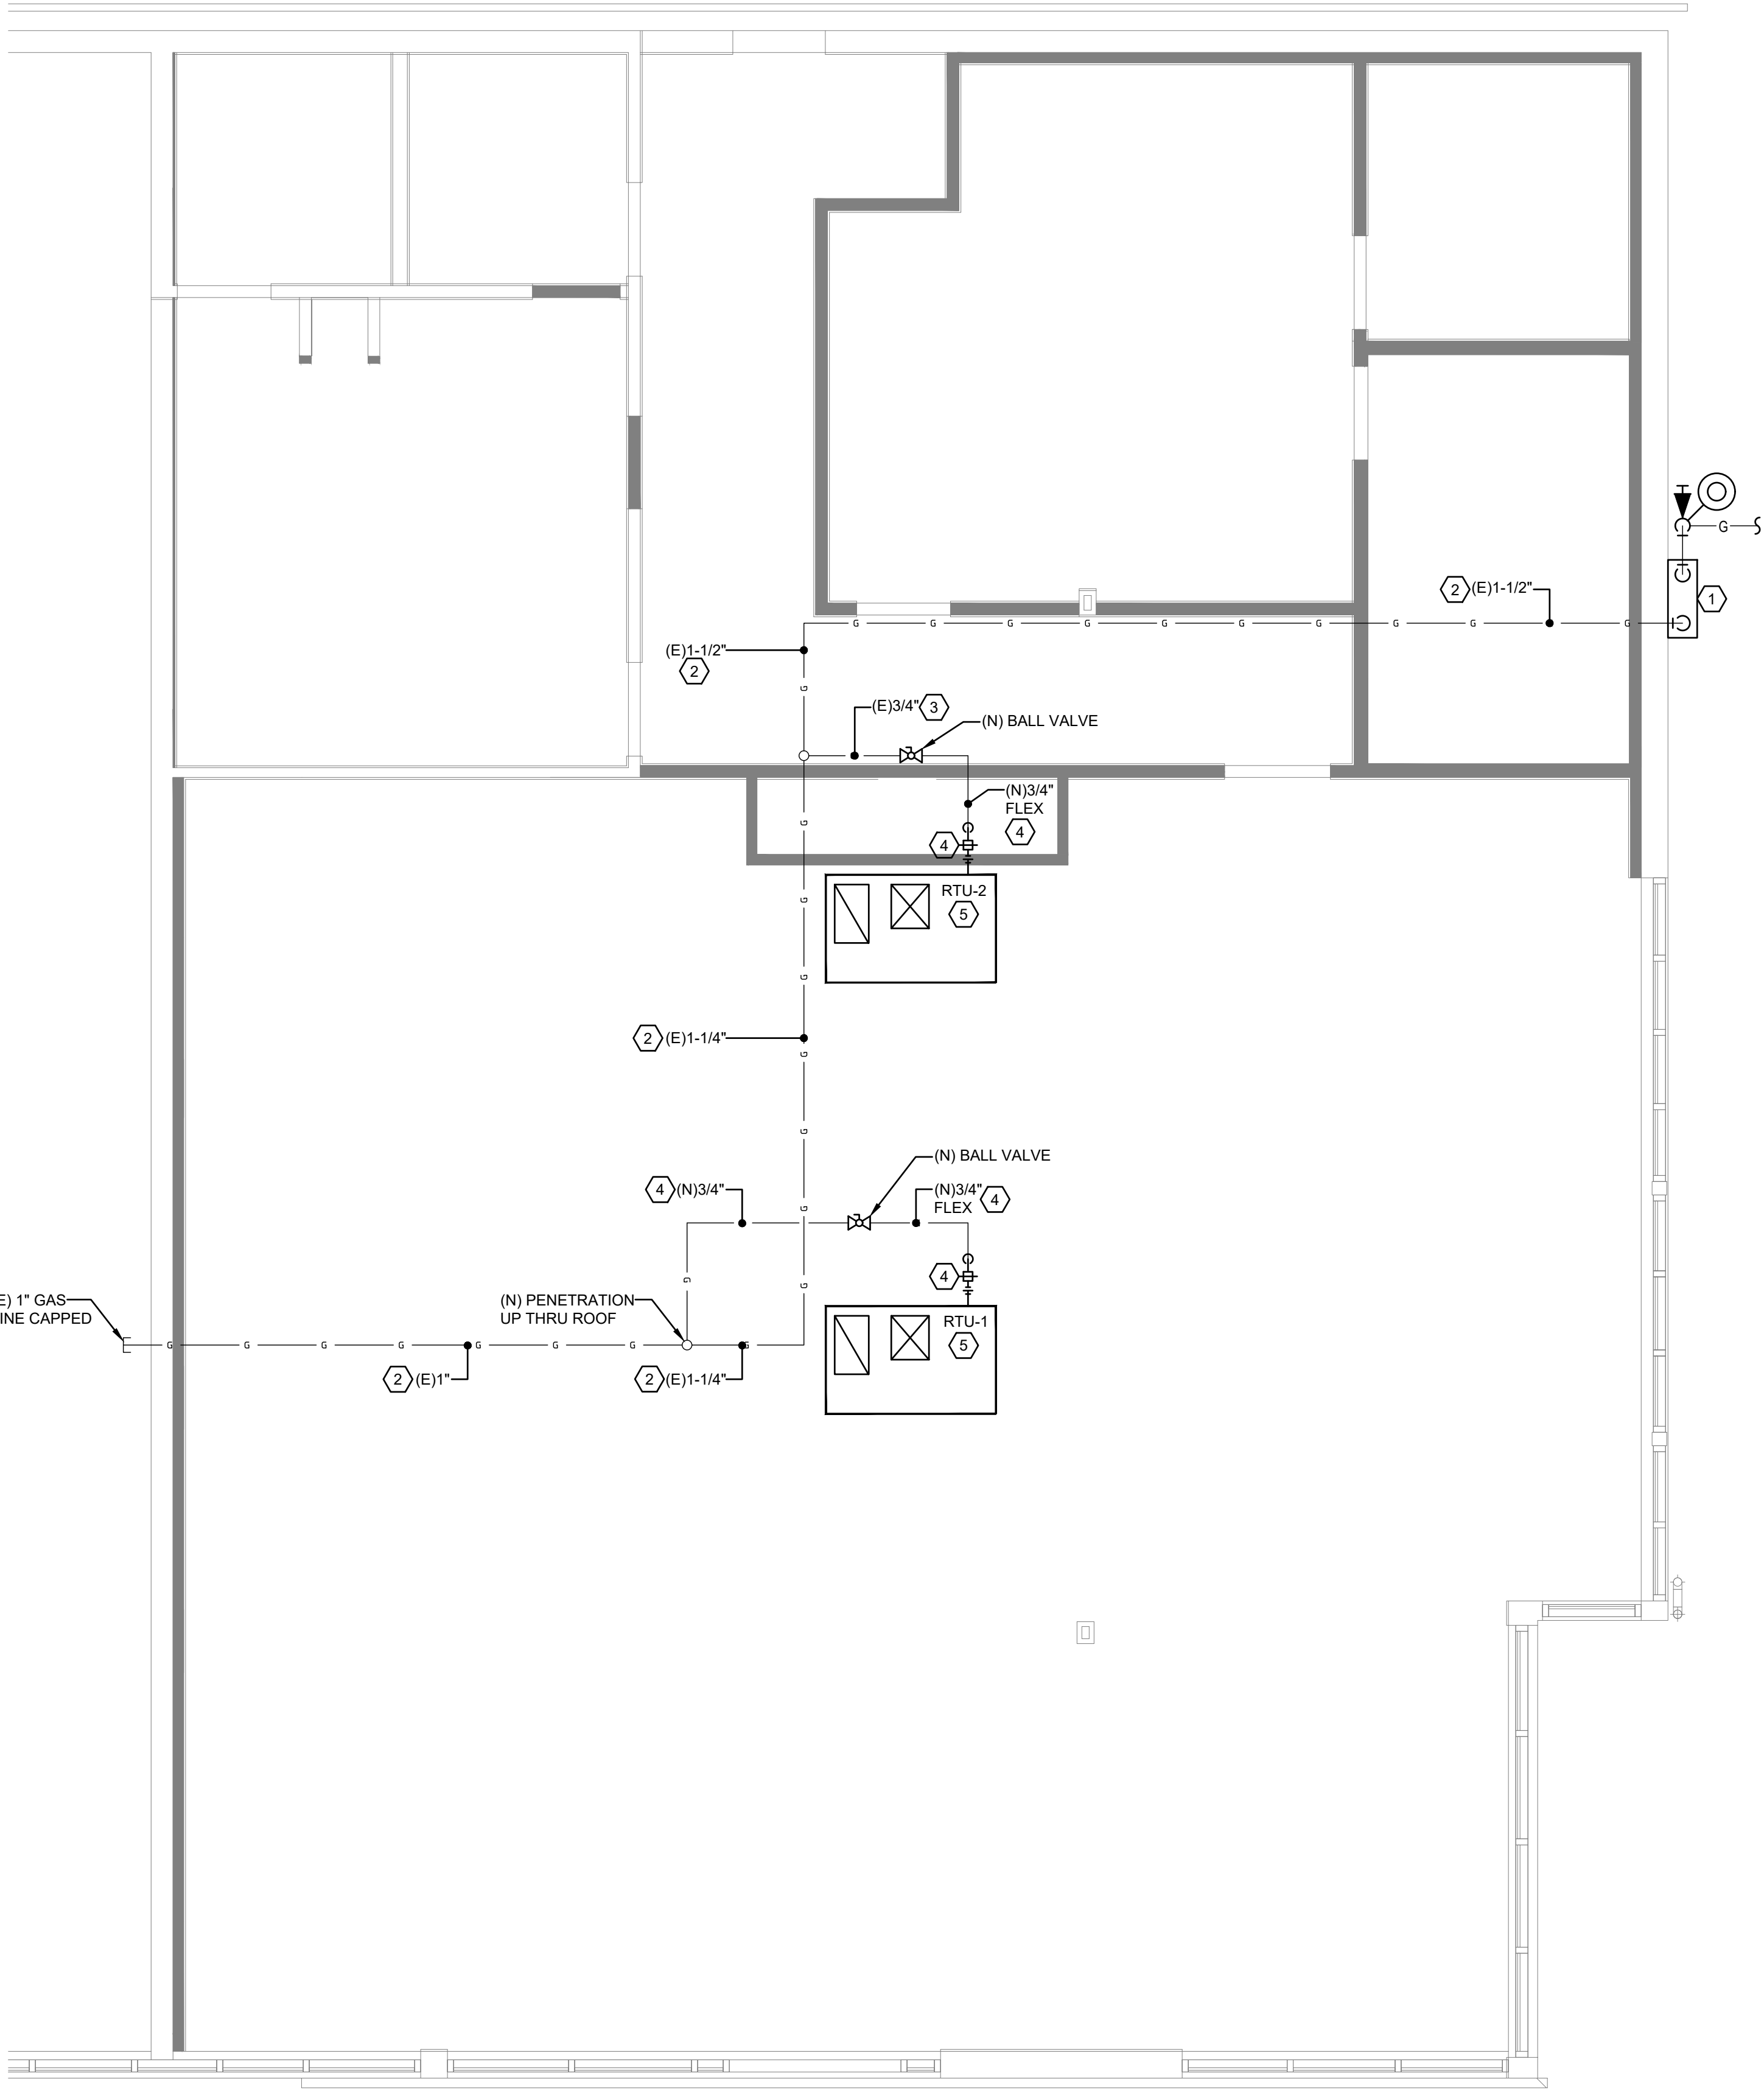 G
1
2 (E)1-1/2"
G G G G G G G G G G G
(E)1-1/2"
2
G
(E)3/4" 3
(N) BALL VALVE
(N)3/4"
FLEX
4
4
G
RTU-2
5
G
G
2 (E)1-1/4"
G
G
(N) BALL VALVE
4 (N)3/4"
(N)3/4" 4
FLEX
G
4
G
G
E) 1" GAS
INE CAPPED
(N) PENETRATION
UP THRU ROOF
RTU-1
5
G G G G G G G G
2 (E)1"
2 (E)1-1/4"